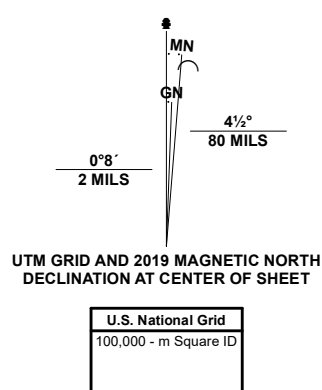 MN
GN
4½°
80 MILS
0°8´
2 MILS
UTM GRID AND 2019 MAGNETIC NORTH
DECLINATION AT CENTER OF SHEET
U.S. National Grid
100,000 - m Square ID